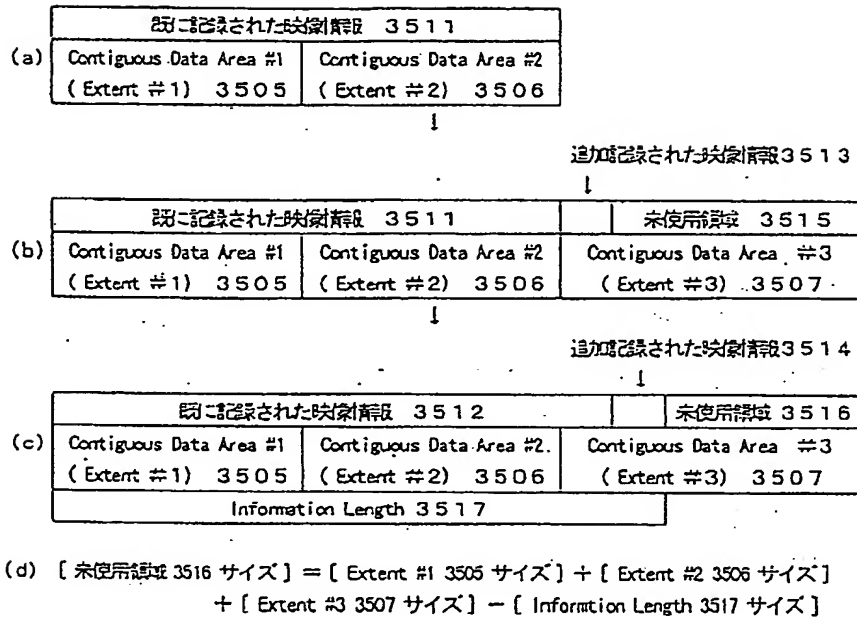 既に記録された映像情報 3511
(a) Contiguous Data Area #1 Contiguous Data Area #2
(Extent #1) 3505 (Extent #2) 3506
↓
追加記録された映像情報3513
↓
既に記録された映像情報 3511 未使用領域 3515
(b) Contiguous Data Area #1 Contiguous Data Area #2 Contiguous Data Area #3
(Extent #1) 3505 (Extent #2) 3506 (Extent #3) 3507
↓
追加記録された映像情報3514
↓
既に記録された映像情報 3512 未使用領域 3516
(c) Contiguous Data Area #1 Contiguous Data Area #2 Contiguous Data Area #3
(Extent #1) 3505 (Extent #2) 3506 (Extent #3) 3507
Information Length 3517
(d) [未使用領域 3516 サイズ] = [Extent #1 3505 サイズ] + [Extent #2 3506 サイズ]
+ [Extent #3 3507 サイズ] − [Informtion Length 3517 サイズ]